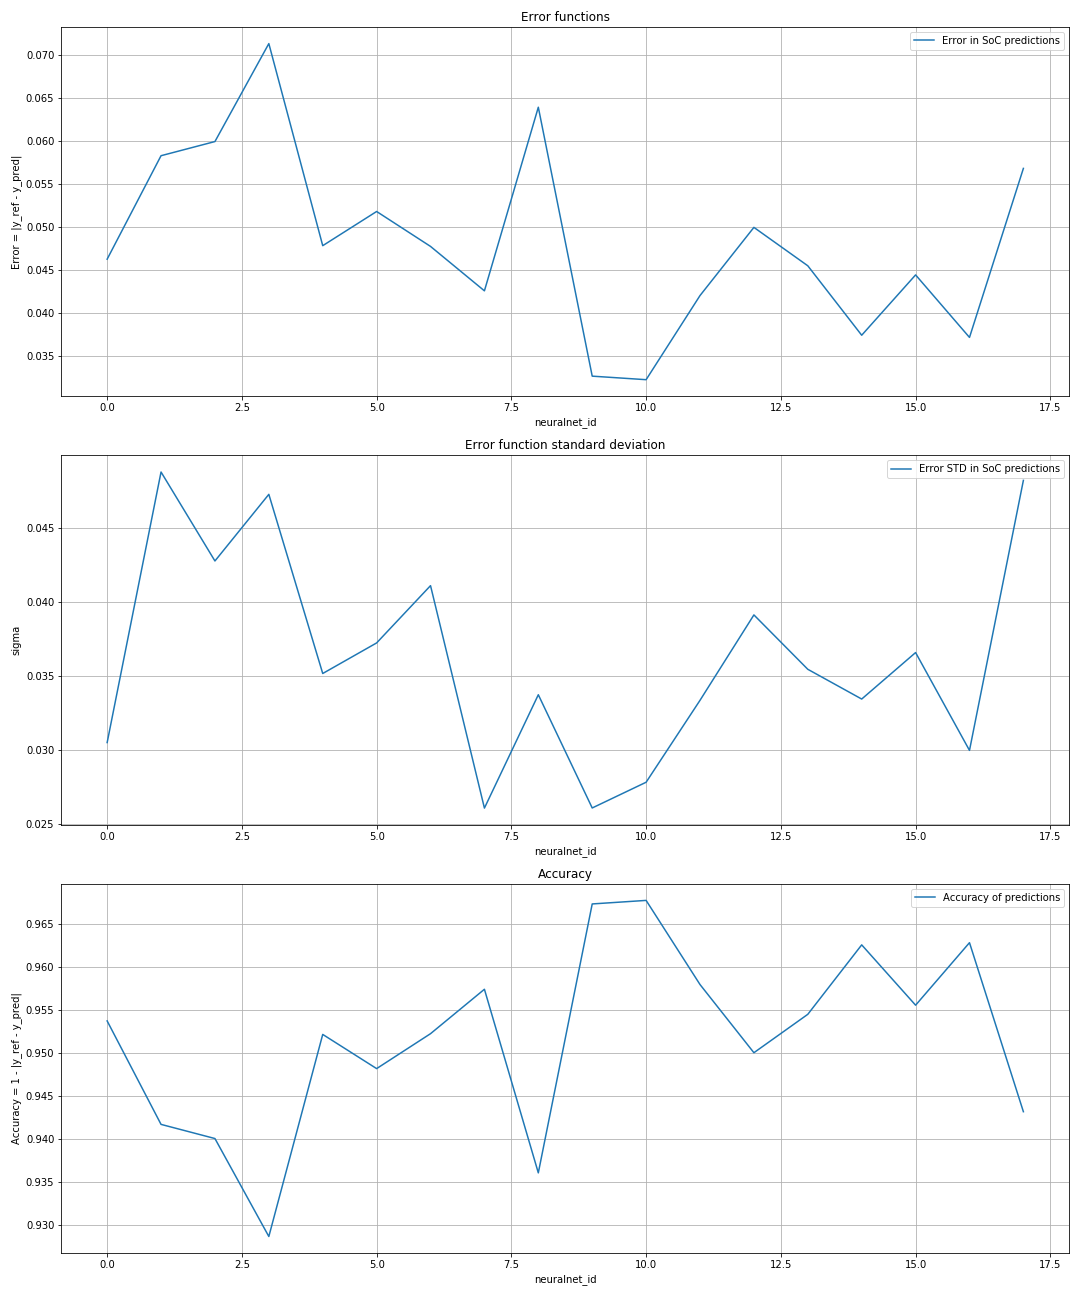 Error functions
Error in SoC predictions
Error = |y_ref - y_pred|
0.070
0.065
0.060
0.055
0.050
0.045
0.040
0.035
0.0 2.5 5.0 7.5 10.0 12.5 15.0 17.5
neuralnet_id
Error function standard deviation
Error STD in SoC predictions
sigma
0.045
0.040
0.035
0.030
0.025
0.0 2.5 5.0 7.5 10.0 12.5 15.0 17.5
neuralnet_id
Accuracy
Accuracy of predictions
Accuracy = 1 - |y_ref - y_pred|
0.965
0.960
0.955
0.950
0.945
0.940
0.935
0.930
0.0 2.5 5.0 7.5 10.0 12.5 15.0 17.5
neuralnet_id